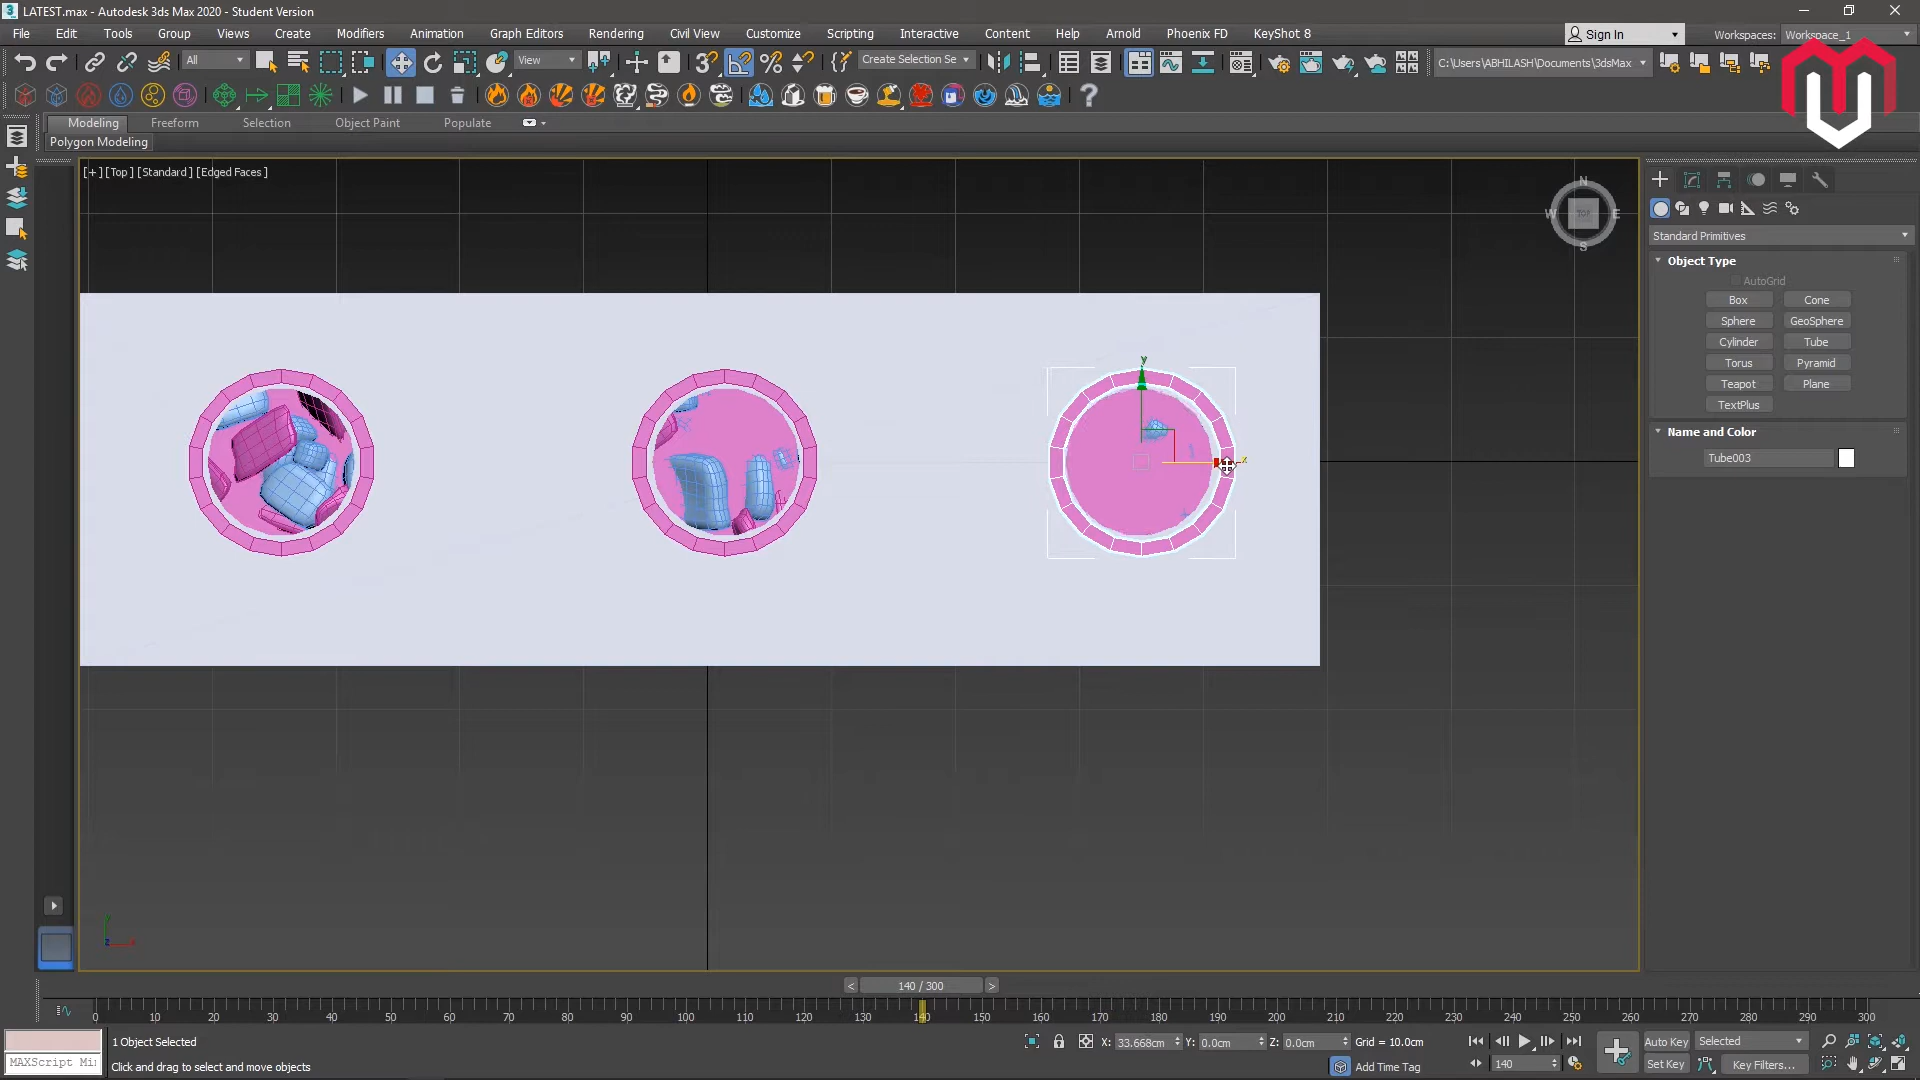 LATEST.max - Autodesk 3ds Max 2020 - Student Version
File Edit Tools Group Views Create Modifiers Animation Graph Editors Rendering Civil View Customize Scripting Interactive Content Help Arnold Phoenix FD KeyShot 8 Sign In Workspaces: Workspace_1
All View Create Selection Se C:\Users\ABHILASH\Documents\3dsMax
Modeling Freeform Selection Object Paint Populate
Polygon Modeling
[+] [Top] [Standard] [Edged Faces]
N
W TOP E
S
Standard Primitives
Object Type
AutoGrid
Box Cone
Sphere GeoSphere
Cylinder Tube
Torus Pyramid
Teapot Plane
TextPlus
Name and Color
Tube003
y
x
y
z x
< 140 / 300 >
0 10 20 30 40 50 60 70 80 90 100 110 120 130 140 150 160 170 180 190 200 210 220 230 240 250 260 270 280 290 300
1 Object Selected X: 33.668cm Y: 0.0cm Z: 0.0cm Grid = 10.0cm Auto Key Selected
MAXScript Mi Click and drag to select and move objects Add Time Tag 140 Set Key Key Filters...